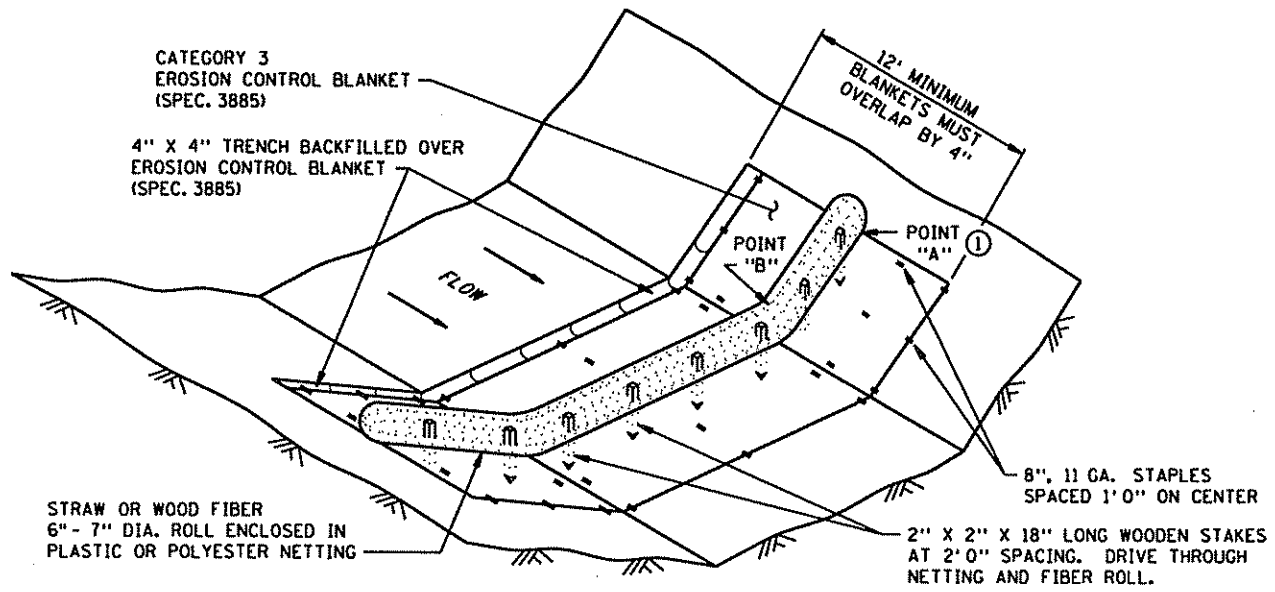 CATEGORY 3
EROSION CONTROL BLANKET
(SPEC. 3885)
4" X 4" TRENCH BACKFILLED OVER
EROSION CONTROL BLANKET
(SPEC. 3885)
12' MINIMUM
BLANKETS MUST
OVERLAP BY 4"
POINT
"A"
1
POINT
"B"
FLOW
8", 11 GA. STAPLES
SPACED 1'0" ON CENTER
STRAW OR WOOD FIBER
6" - 7" DIA. ROLL ENCLOSED IN
PLASTIC OR POLYESTER NETTING
2" X 2" X 18" LONG WOODEN STAKES
AT 2'0" SPACING. DRIVE THROUGH
NETTING AND FIBER ROLL.